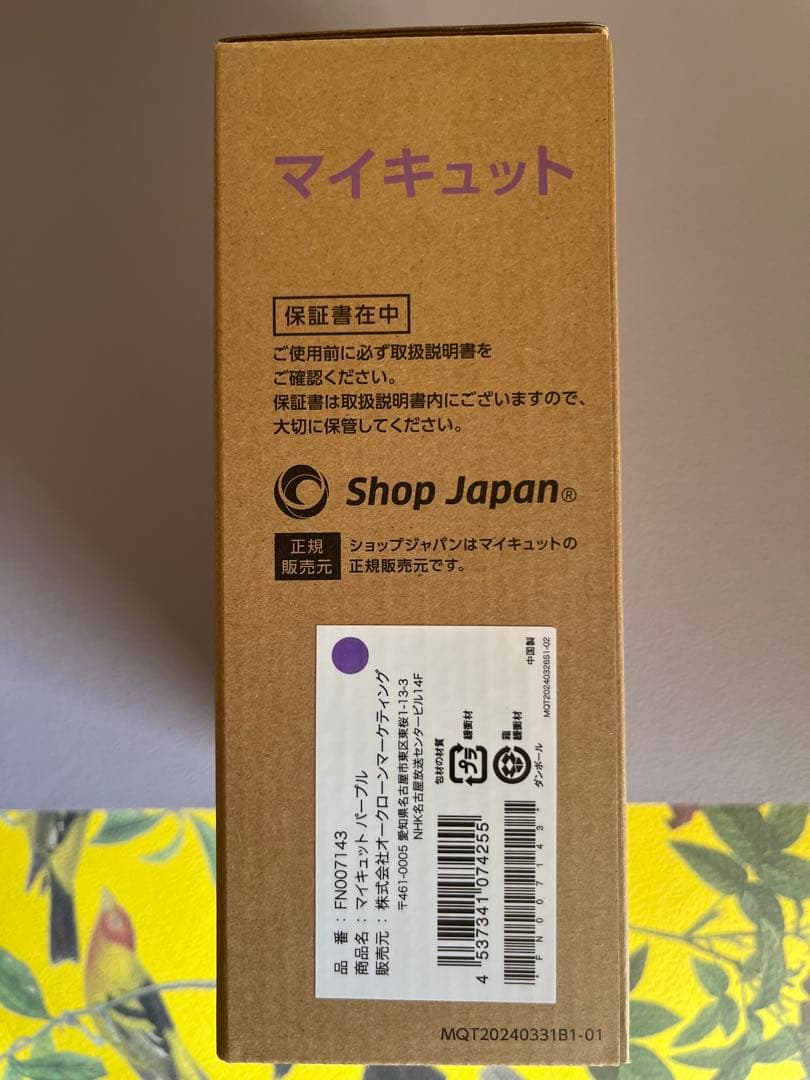 マイキュット
保証書在中
ご使用前に必ず取扱説明書を
ご確認ください。
保証書は取扱説明書内にございますので、
大切に保管してください。
Shop Japan®
正規
販売元
ショップジャパンはマイキュットの
正規販売元です。
品　番：FN007143
商品名：マイキュット パープル
販売元：株式会社オークローンマーケティング
〒461-0005 愛知県名古屋市東区東桜1-13-3
NHK名古屋放送センタービル14F
包材の材質
プラ
緩衝材
箱
緩衝材
ダンボール
中国製
MQT20240326S1-02
4 537341 074255
*FN007143*
MQT20240331B1-01